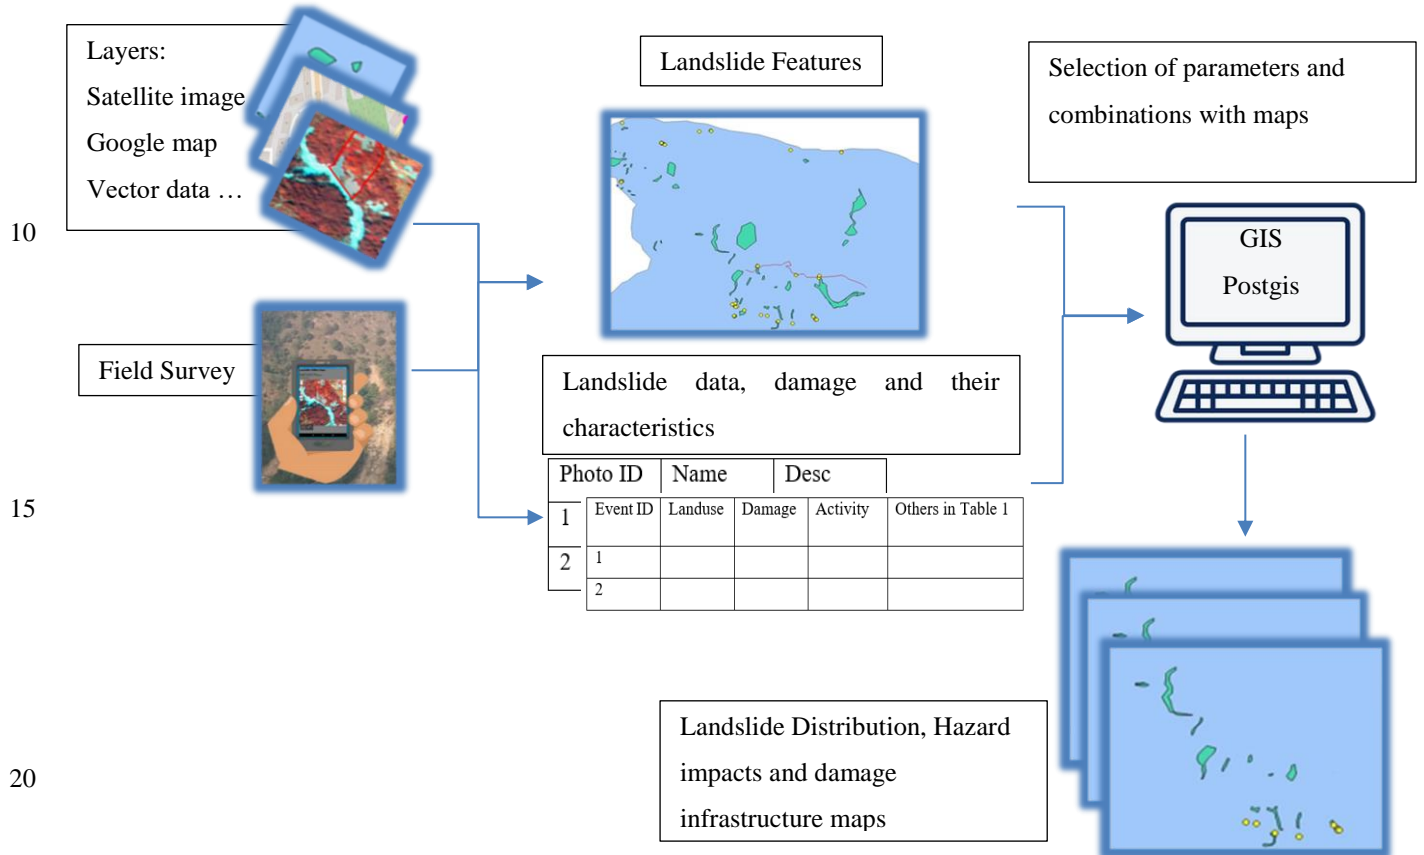 Layers:
Satellite image
Google map
Vector data …
Landslide Features
Selection of parameters and
combinations with maps
10
GIS
Postgis
Field Survey
Landslide data, damage and their
characteristics
Photo ID Name Desc
15
1
Event ID Landuse Damage Activity Others in Table 1
2
1
2
Landslide Distribution, Hazard
impacts and damage
infrastructure maps
20